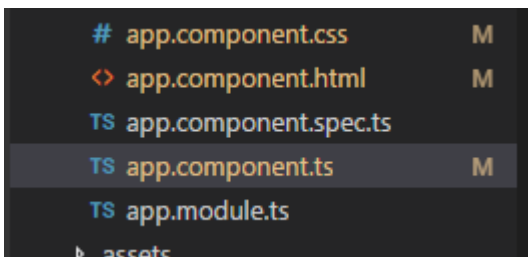 # app.component.css M
<> app.component.html M
TS app.component.spec.ts
TS app.component.ts M
TS app.module.ts
assets